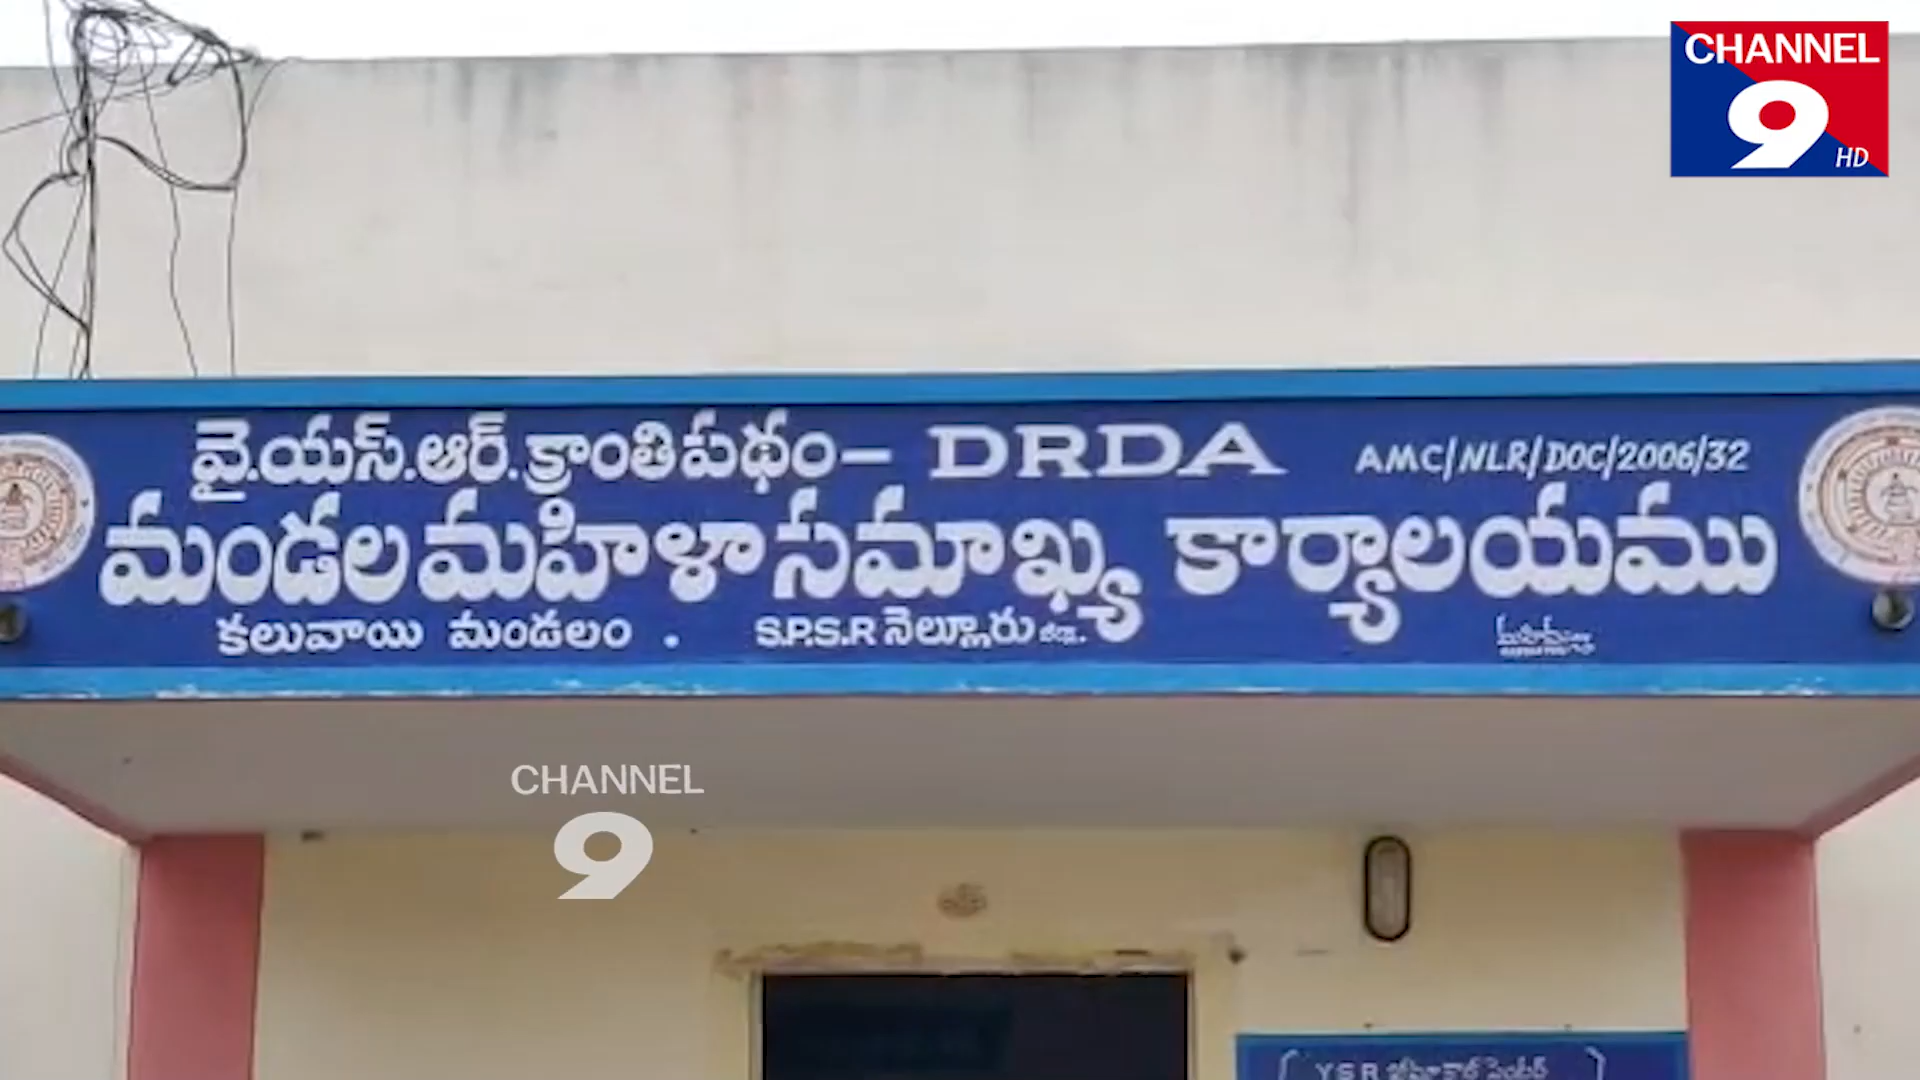 CHANNEL
9
HD
వై.యస్.ఆర్. క్రాంతి పథం - DRDA AMC/NLR/DOC/2006/32
మండల మహిళా సమాఖ్య కార్యాలయము
కలువాయి మండలం . S.P.S.R నెల్లూరు
CHANNEL
9
Y S R భీమా కాల్ సెంటర్